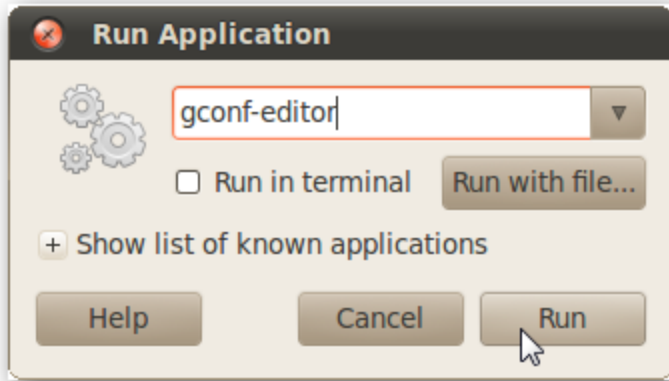 Run Application
gconf-editor
Run in terminal
Run with file...
Show list of known applications
Help
Cancel
Run